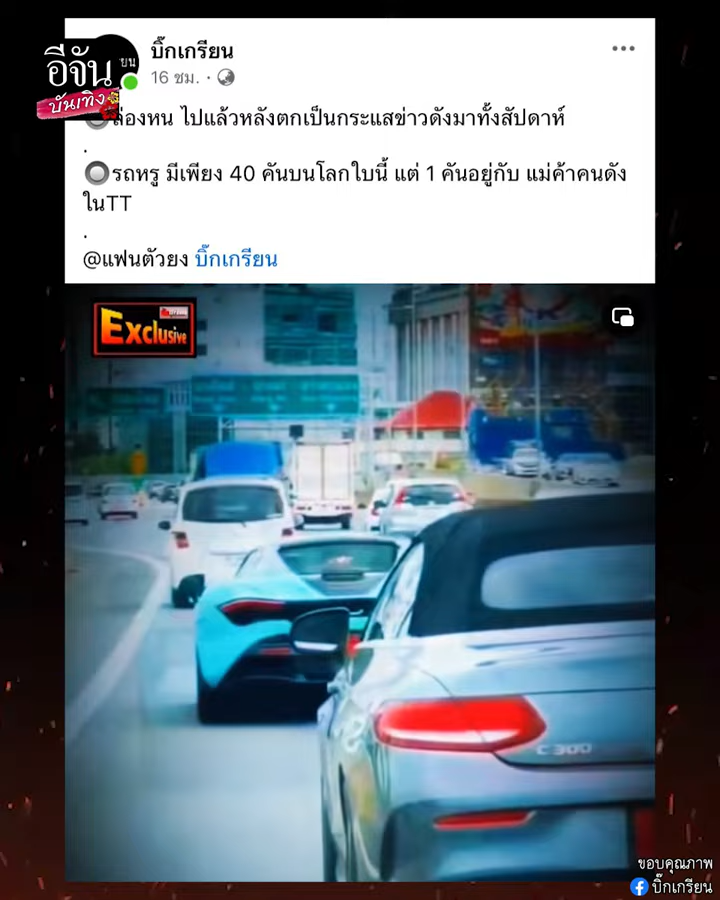 อีจัน
บันเทิง
ยน
บิ๊กเกรียน
16 ชม.
ล่องหน ไปแล้วหลังตกเป็นกระแสข่าวดังมาทั้งสัปดาห์
.
รถหรู มีเพียง 40 คันบนโลกใบนี้ แต่ 1 คันอยู่กับ แม่ค้าคนดัง
ในTT
.
@แฟนตัวยง บิ๊กเกรียน
Exclusive
C 300
ขอบคุณภาพ
บิ๊กเกรียน